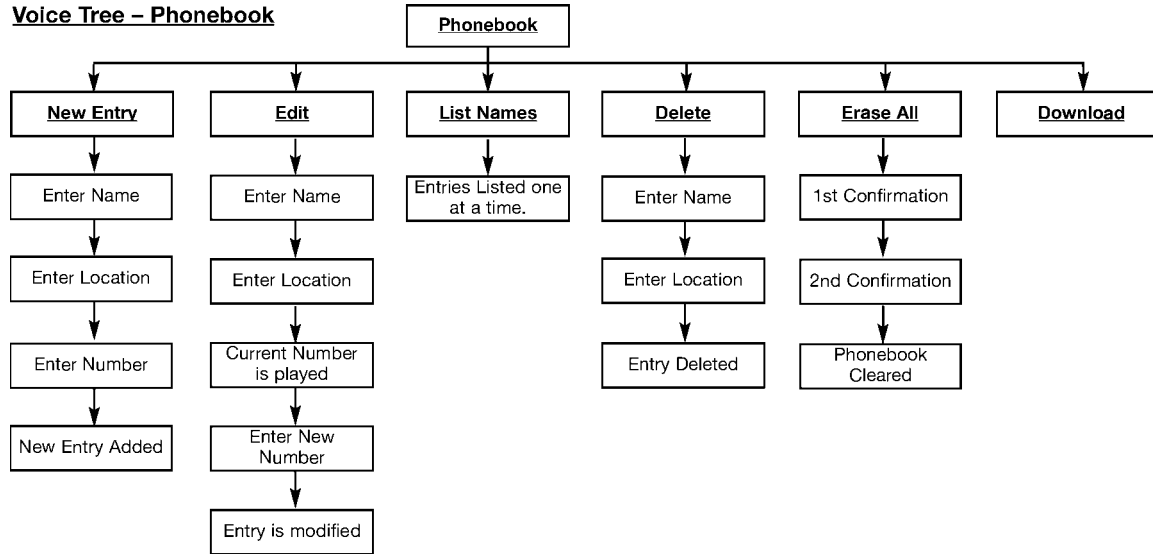 Voice Tree – Phonebook
Phonebook
New Entry
Edit
List Names
Delete
Erase All
Download
Enter Name
Enter Name
Entries Listed one
at a time.
Enter Name
1st Confirmation
Enter Location
Enter Location
Enter Location
2nd Confirmation
Enter Number
Current Number
is played
Entry Deleted
Phonebook
Cleared
New Entry Added
Enter New
Number
Entry is modified